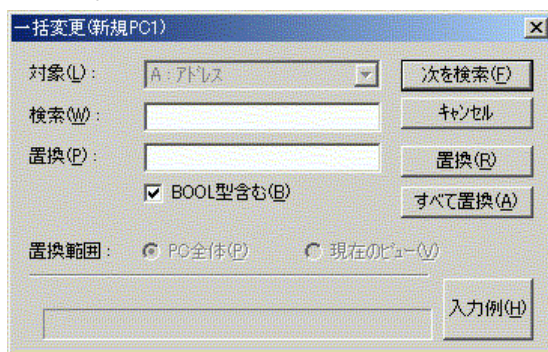 一括変更(新規PC1)
対象(L):
A:アドレス
次を検索(F)
検索(W):
キャンセル
置換(P):
置換(R)
BOOL型含む(B)
すべて置換(A)
置換範囲:
PC全体(P)
現在のビュー(V)
入力例(H)